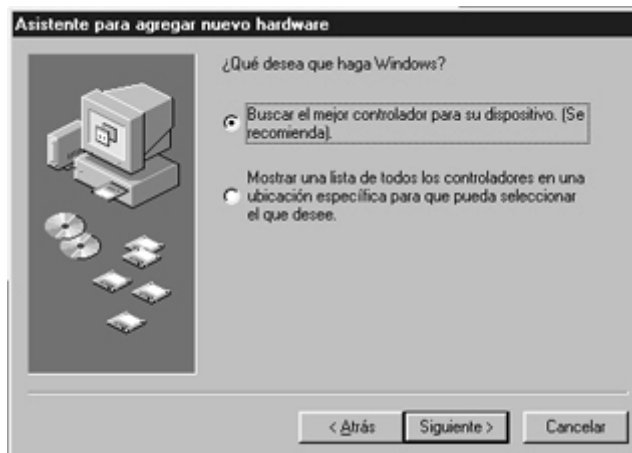 Asistente para agregar nuevo hardware
¿Qué desea que haga Windows?
Buscar el mejor controlador para su dispositivo. (Se
recomienda).
Mostrar una lista de todos los controladores en una
ubicación específica para que pueda seleccionar
el que desee.
< Atrás
Siguiente >
Cancelar